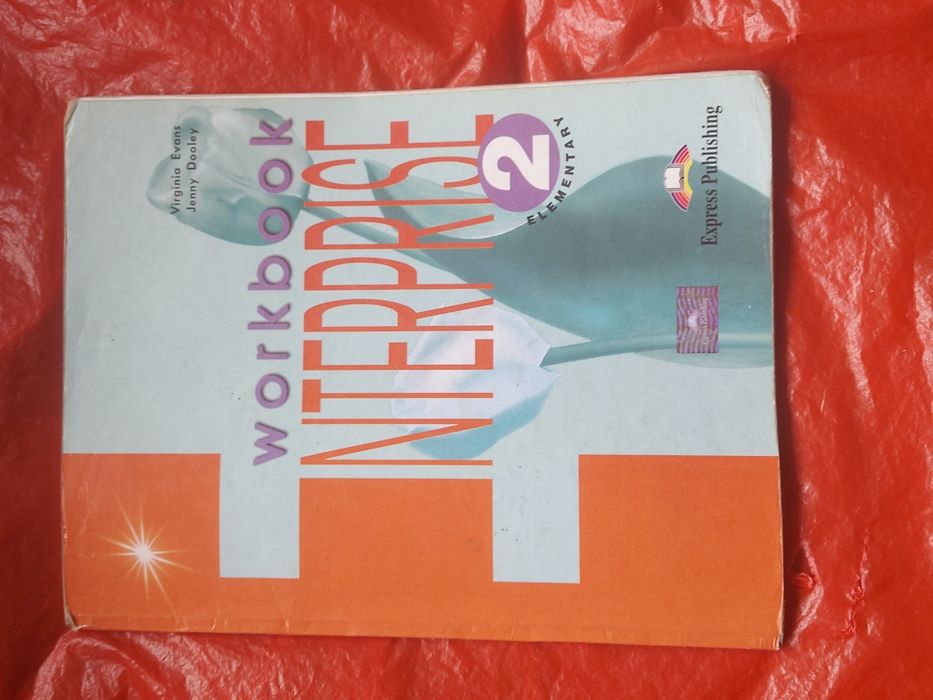 Virginia Evans
Jenny Dooley
workbook
ENTERPRISE
2
ELEMENTARY
Express Publishing